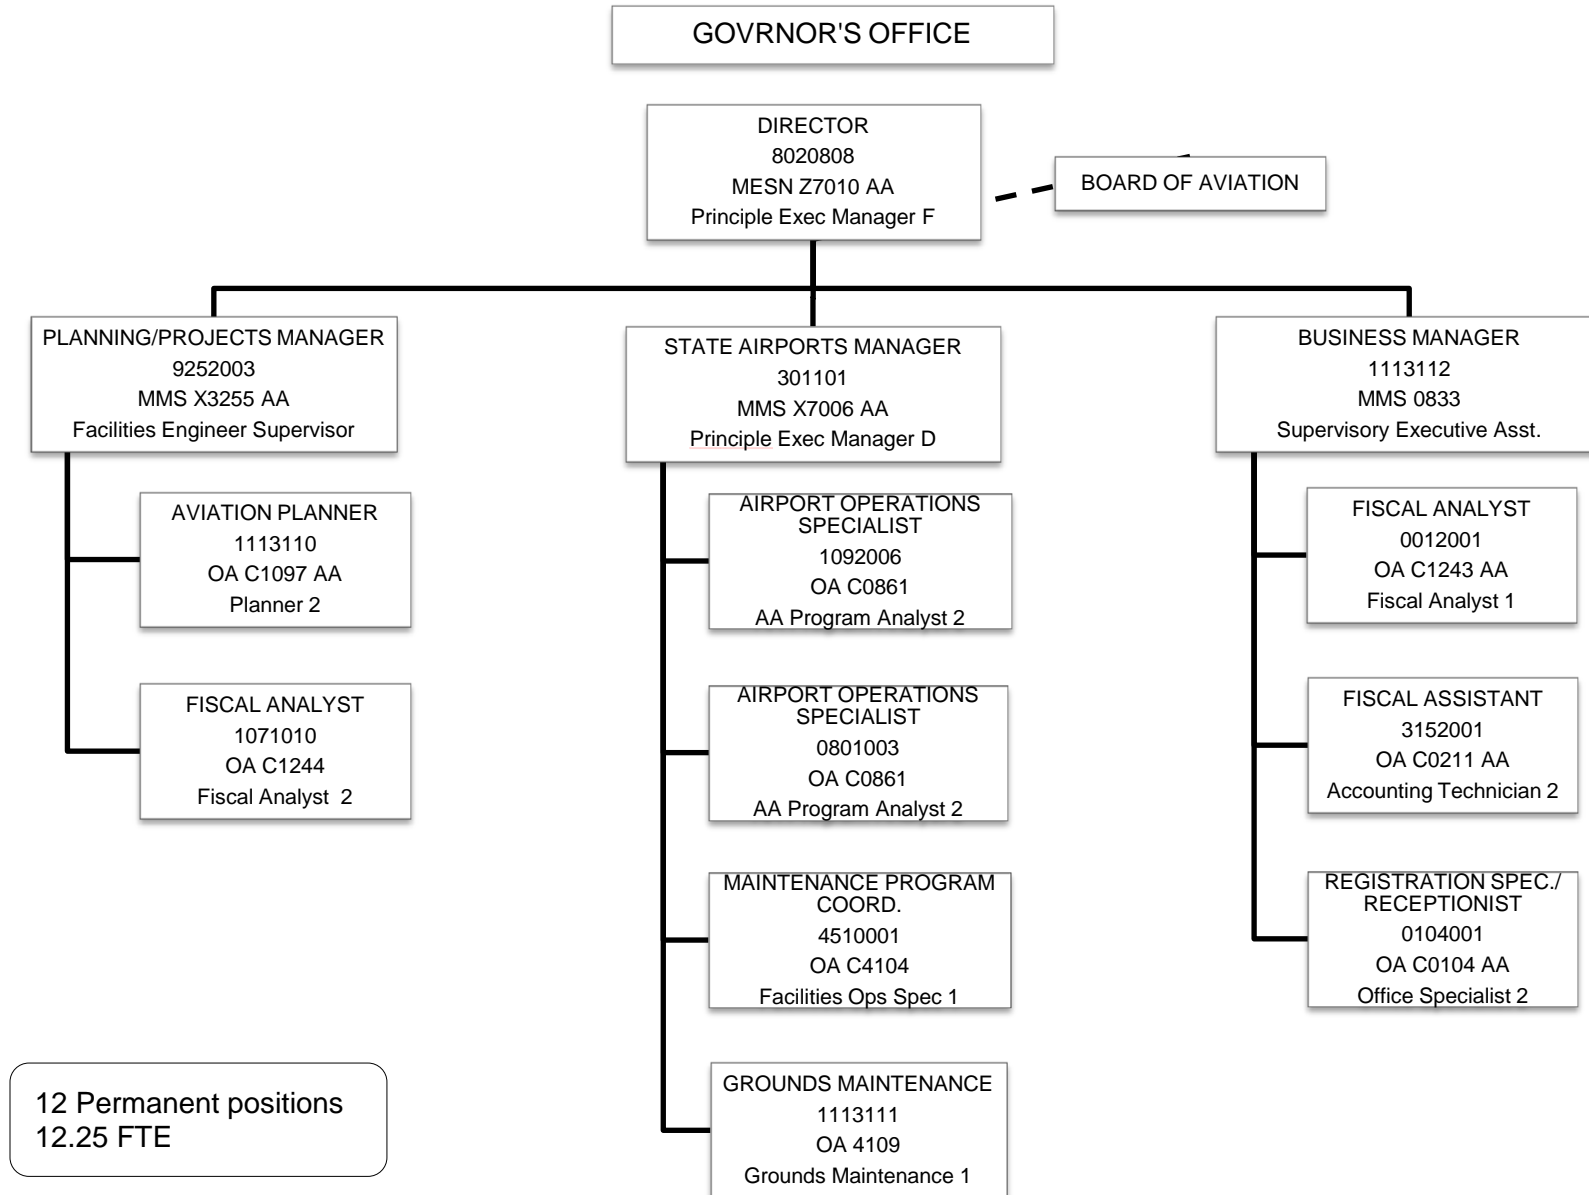 GOVRNOR'S OFFICE
DIRECTOR
8020808
MESN Z7010 AA
Principle Exec Manager F
BOARD OF AVIATION
PLANNING/PROJECTS MANAGER
9252003
MMS X3255 AA
Facilities Engineer Supervisor
AVIATION PLANNER
1113110
OA C1097 AA
Planner 2
FISCAL ANALYST
1071010
OA C1244
Fiscal Analyst 2
STATE AIRPORTS MANAGER
301101
MMS X7006 AA
Principle Exec Manager D
AIRPORT OPERATIONS
SPECIALIST
1092006
OA C0861
AA Program Analyst 2
AIRPORT OPERATIONS
SPECIALIST
0801003
OA C0861
AA Program Analyst 2
MAINTENANCE PROGRAM
COORD.
4510001
OA C4104
Facilities Ops Spec 1
GROUNDS MAINTENANCE
1113111
OA 4109
Grounds Maintenance 1
BUSINESS MANAGER
1113112
MMS 0833
Supervisory Executive Asst.
FISCAL ANALYST
0012001
OA C1243 AA
Fiscal Analyst 1
FISCAL ASSISTANT
3152001
OA C0211 AA
Accounting Technician 2
REGISTRATION SPEC./
RECEPTIONIST
0104001
OA C0104 AA
Office Specialist 2
12 Permanent positions
12.25 FTE